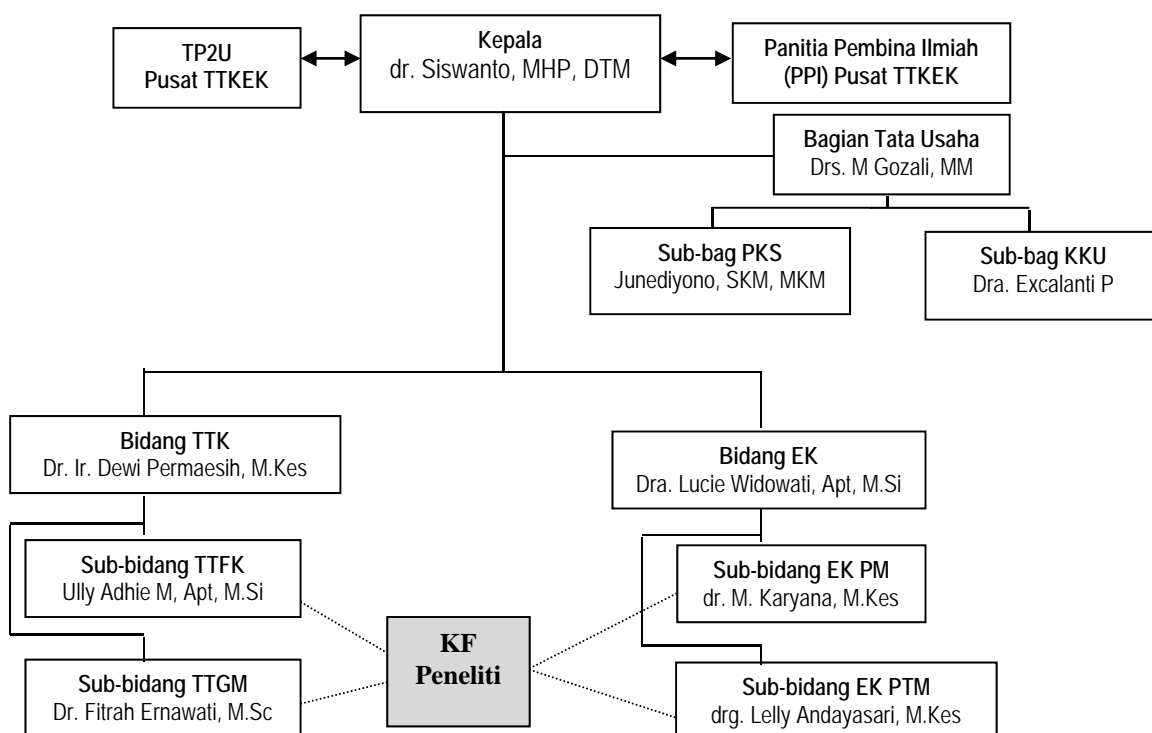 TP2U
Pusat TTKEK
Kepala
dr. Siswanto, MHP, DTM
Panitia Pembina Ilmiah
(PPI) Pusat TTKEK
Bagian Tata Usaha
Drs. M Gozali, MM
Sub-bag PKS
Junediyono, SKM, MKM
Sub-bag KKU
Dra. Excalanti P
Bidang TTK
Dr. Ir. Dewi Permaesih, M.Kes
Bidang EK
Dra. Lucie Widowati, Apt, M.Si
Sub-bidang TTFK
Ully Adhie M, Apt, M.Si
Sub-bidang EK PM
dr. M. Karyana, M.Kes
KF
Peneliti
Sub-bidang TTGM
Dr. Fitrah Ernawati, M.Sc
Sub-bidang EK PTM
drg. Lelly Andayasari, M.Kes